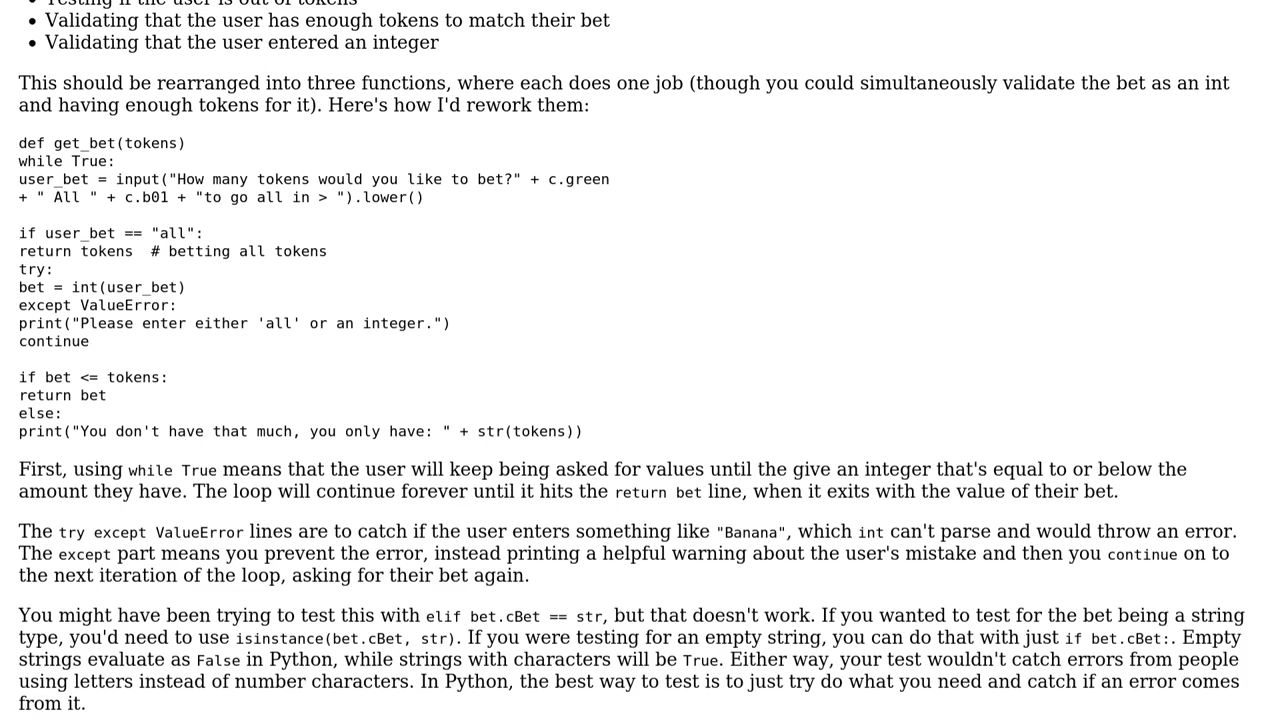 Testing if the user is out of tokens
Validating that the user has enough tokens to match their bet
Validating that the user entered an integer
This should be rearranged into three functions, where each does one job (though you could simultaneously validate the bet as an int
and having enough tokens for it). Here's how I'd rework them:
def get_bet(tokens)
while True:
user_bet = input("How many tokens would you like to bet?" + c.green
+ " All " + c.b01 + "to go all in > ").lower()
if user_bet == "all":
return tokens  # betting all tokens
try:
bet = int(user_bet)
except ValueError:
print("Please enter either 'all' or an integer.")
continue
if bet <= tokens:
return bet
else:
print("You don't have that much, you only have: " + str(tokens))
First, using while True means that the user will keep being asked for values until the give an integer that's equal to or below the
amount they have. The loop will continue forever until it hits the return bet line, when it exits with the value of their bet.
The try except ValueError lines are to catch if the user enters something like "Banana", which int can't parse and would throw an error.
The except part means you prevent the error, instead printing a helpful warning about the user's mistake and then you continue on to
the next iteration of the loop, asking for their bet again.
You might have been trying to test this with elif bet.cBet == str, but that doesn't work. If you wanted to test for the bet being a string
type, you'd need to use isinstance(bet.cBet, str). If you were testing for an empty string, you can do that with just if bet.cBet:. Empty
strings evaluate as False in Python, while strings with characters will be True. Either way, your test wouldn't catch errors from people
using letters instead of number characters. In Python, the best way to test is to just try do what you need and catch if an error comes
from it.